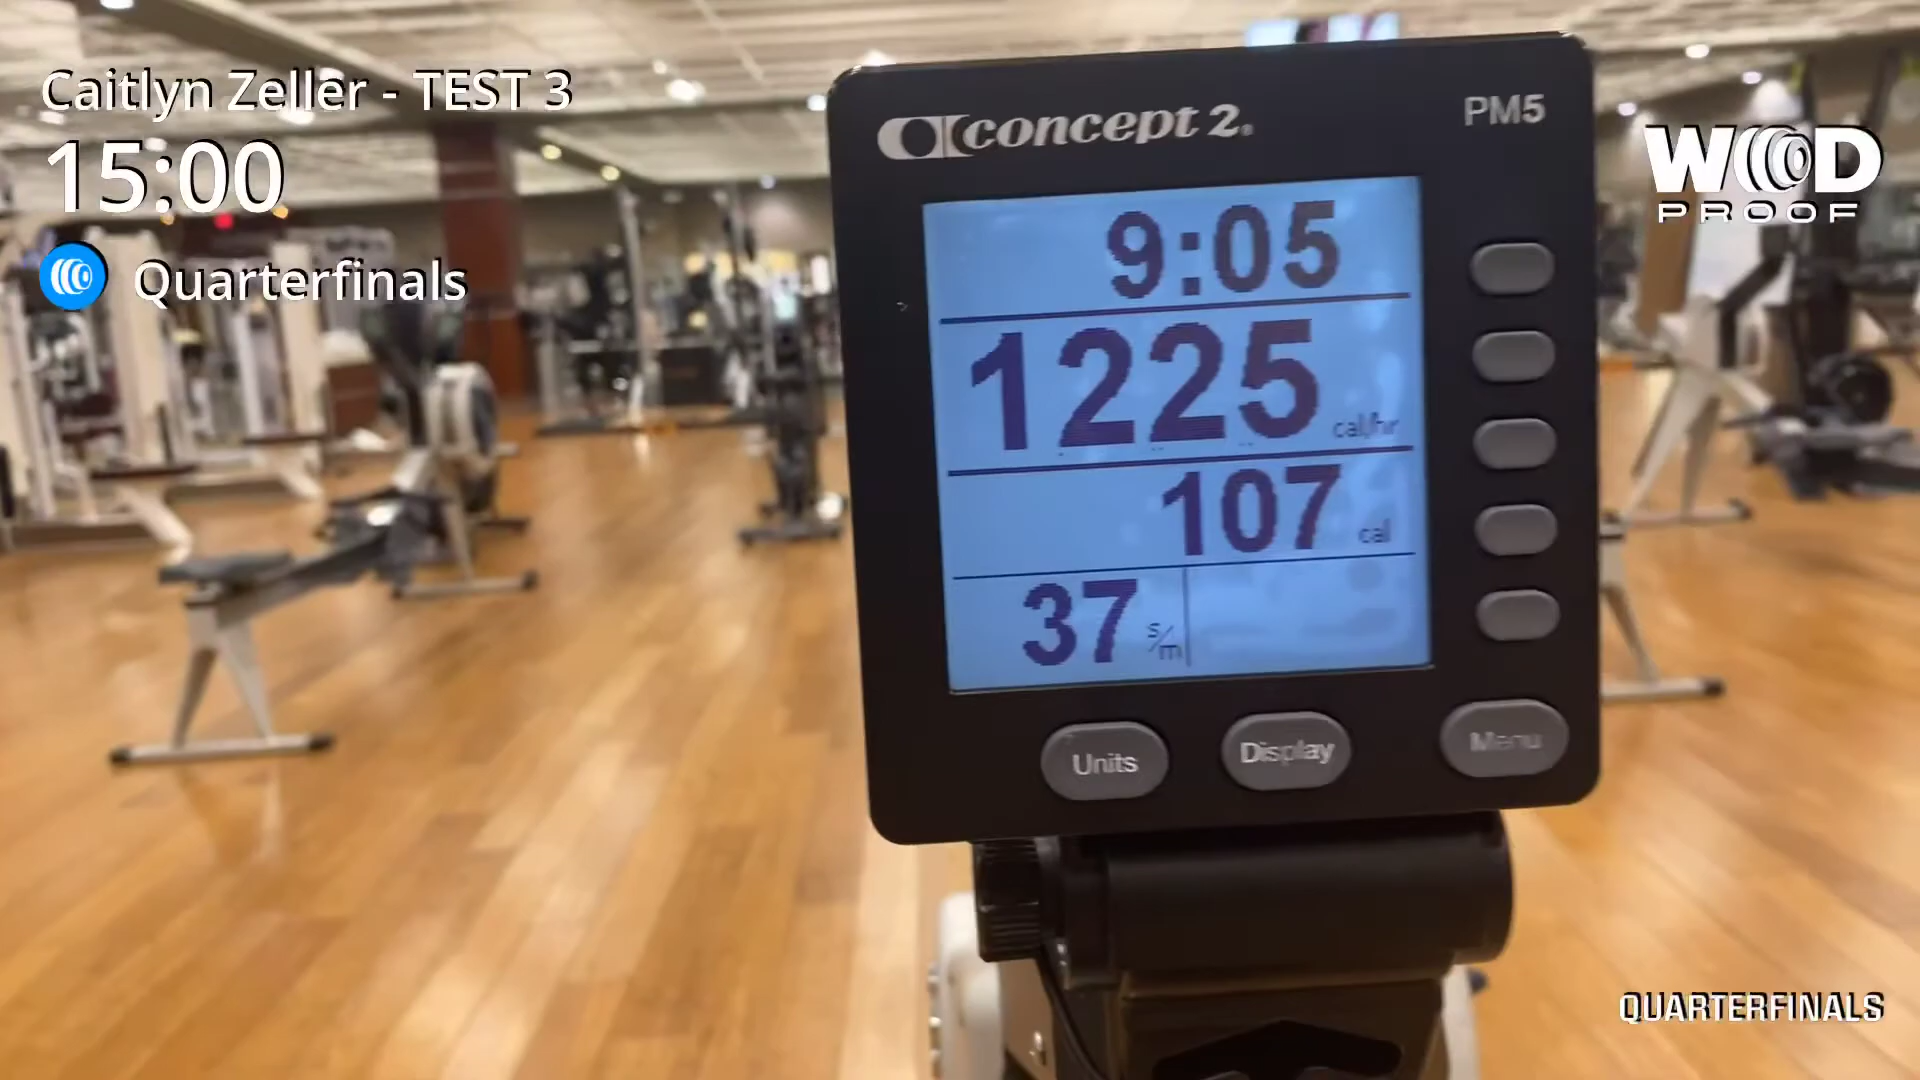 Caitlyn Zeller - TEST 3
15:00
Quarterfinals
concept 2
PM5
WOD
PROOF
9:05
1225 cal/hr
107 cal
37 s/m
Units
Display
Menu
QUARTERFINALS